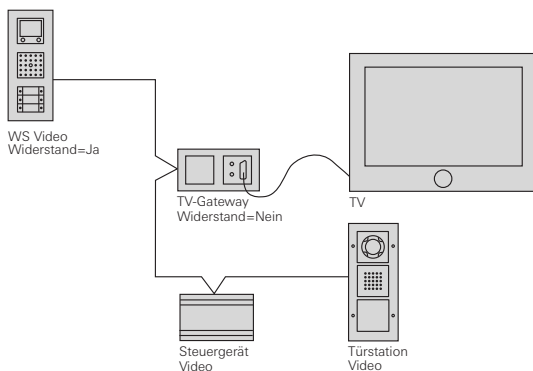 WS Video
Widerstand=Ja
TV-Gateway
Widerstand=Nein
TV
Steuergerät
Video
Türstation
Video